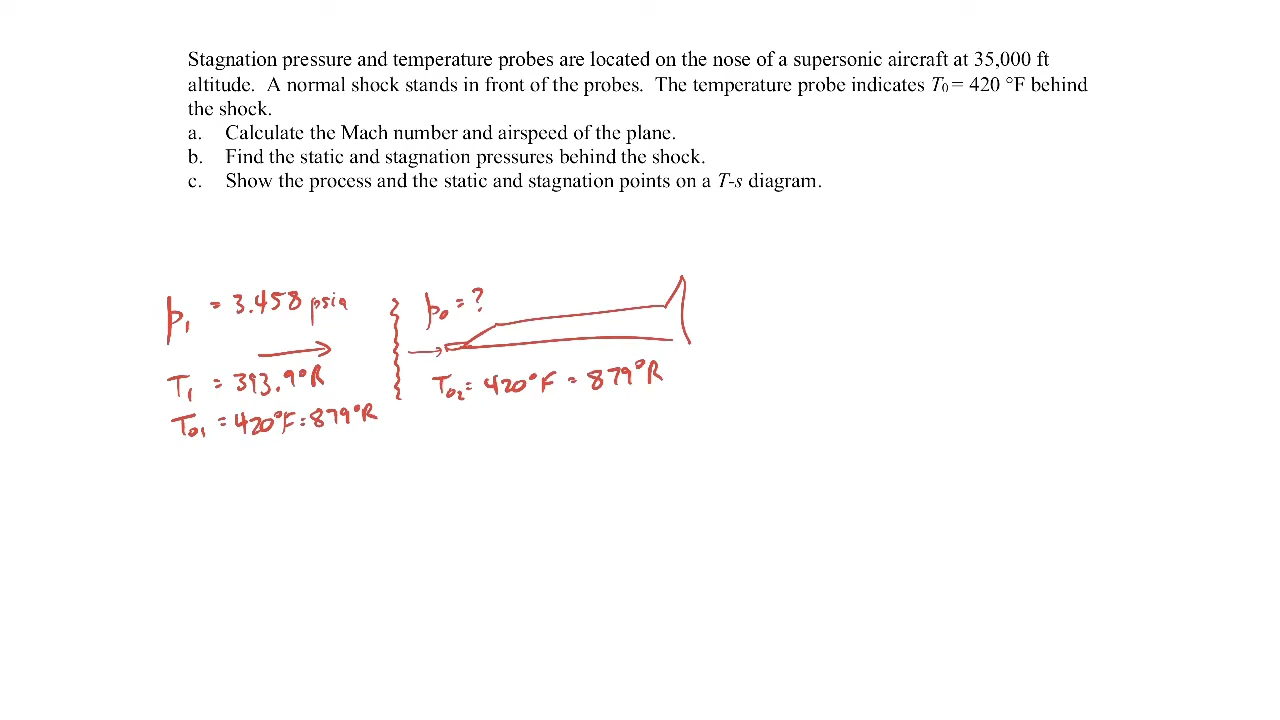 Stagnation pressure and temperature probes are located on the nose of a supersonic aircraft at 35,000 ft
altitude. A normal shock stands in front of the probes. The temperature probe indicates T₀ = 420 °F behind
the shock.
a. Calculate the Mach number and airspeed of the plane.
b. Find the static and stagnation pressures behind the shock.
c. Show the process and the static and stagnation points on a T-s diagram.
p₁ = 3.458 psia
p₀ = ?
T₁ = 393.9°R
T₀₂ = 420°F = 879°R
T₀₁ = 420°F = 879°R